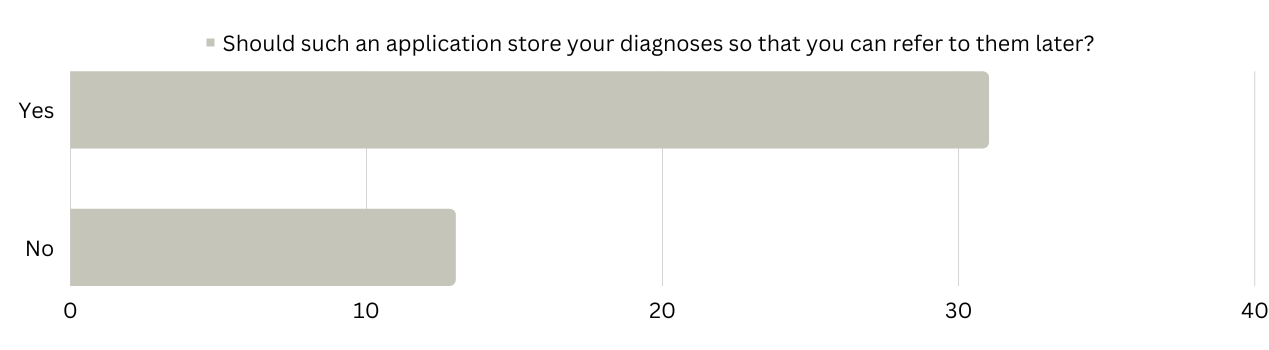 Should such an application store your diagnoses so that you can refer to them later?
Yes
No
0 10 20 30 40